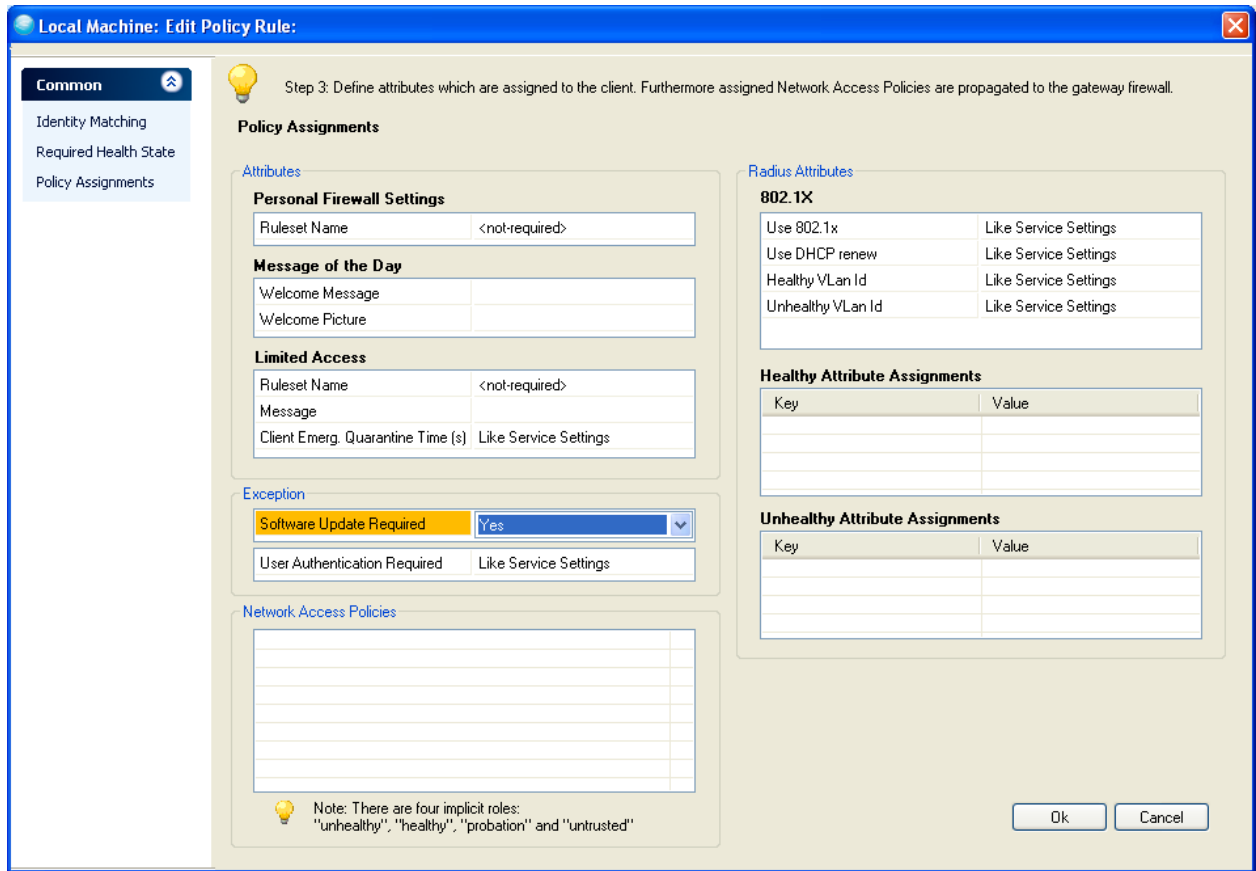 Local Machine: Edit Policy Rule:
Common
Identity Matching
Required Health State
Policy Assignments
Step 3: Define attributes which are assigned to the client. Furthermore assigned Network Access Policies are propagated to the gateway firewall.
Policy Assignments
Attributes
Personal Firewall Settings
Ruleset Name <not-required>
Message of the Day
Welcome Message
Welcome Picture
Limited Access
Ruleset Name <not-required>
Message
Client Emerg. Quarantine Time (s) Like Service Settings
Exception
Software Update Required Yes
User Authentication Required Like Service Settings
Network Access Policies
Note: There are four implicit roles:
"unhealthy", "healthy", "probation" and "untrusted"
Radius Attributes
802.1X
Use 802.1x Like Service Settings
Use DHCP renew Like Service Settings
Healthy VLan Id Like Service Settings
Unhealthy VLan Id Like Service Settings
Healthy Attribute Assignments
Key Value
Unhealthy Attribute Assignments
Key Value
Ok Cancel